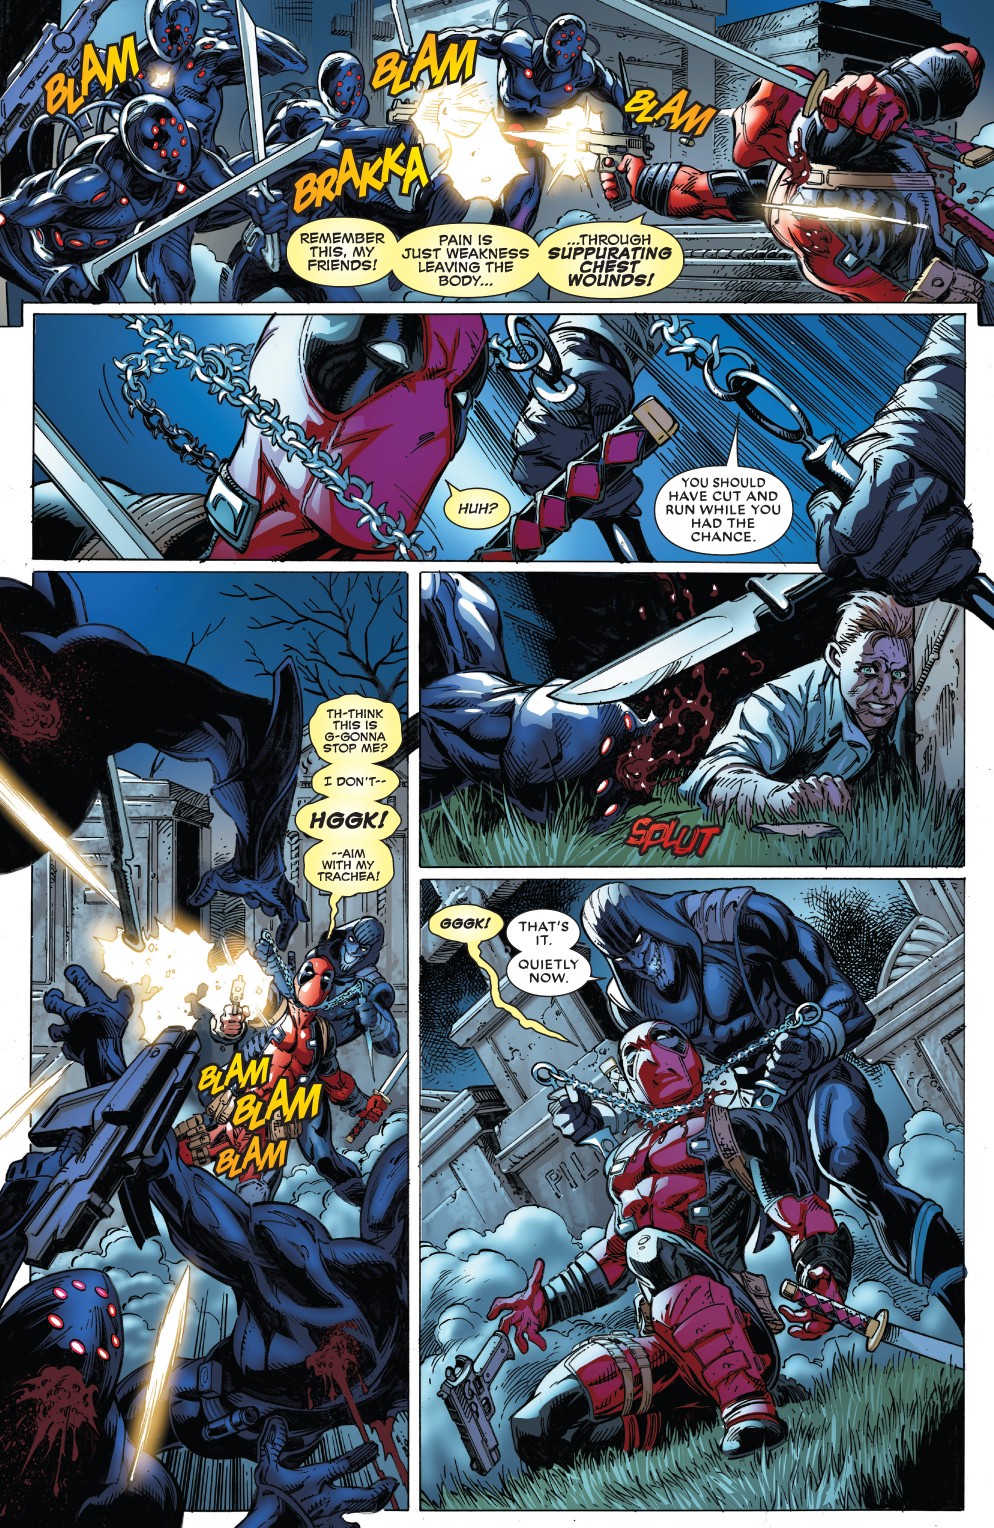 BLAM
BLAM
BLAM
BRAKKA
REMEMBER
THIS, MY
FRIENDS!
PAIN IS
JUST WEAKNESS
LEAVING THE
BODY...
...THROUGH
SUPPURATING
CHEST
WOUNDS!
HUH?
YOU SHOULD
HAVE CUT AND
RUN WHILE YOU
HAD THE
CHANCE.
TH-THINK
THIS IS
G-GONNA
STOP ME?
I DON'T--
HGGK!
--AIM
WITH MY
TRACHEA!
BLAM
BLAM
BLAM
SPLUT
GGGK!
THAT'S
IT.
QUIETLY
NOW.
PIL